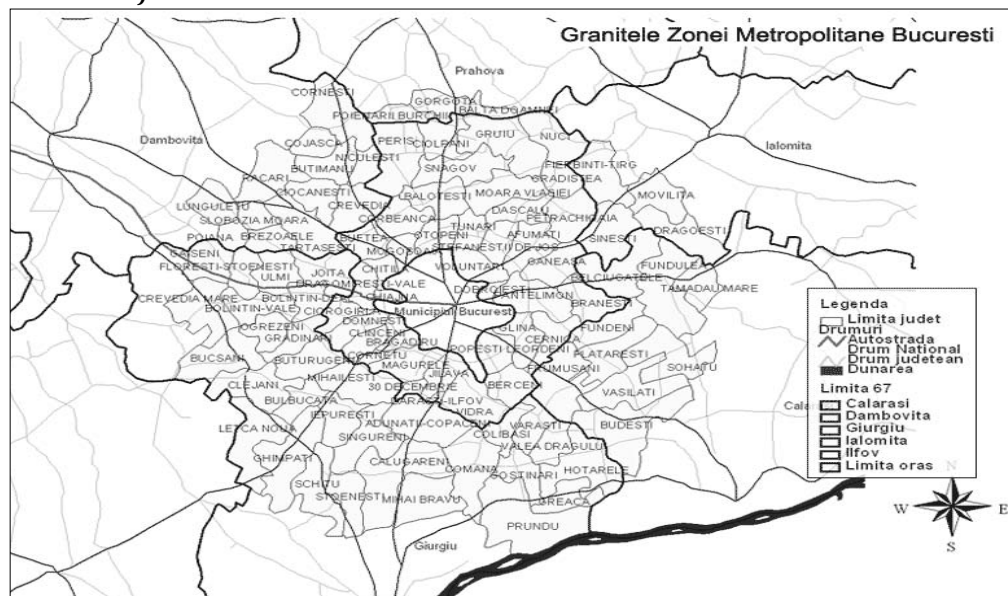 Granitele Zonei Metropolitane Bucuresti
Prahova
CORNESTI
GORGOTA
BALTA DOAMNEI
POIENARII BURCHII
Dambovita
PERIS
CIOLPANI
GRUIU
NUCI
Ialomita
COJASCA
NICULESTI
SNAGOV
FIERBINTI-TIRG
BUTIMANU
GRADISTEA
RACARI
CIOCANESTI
BALOTESTI
MOARA VLASIEI
MOVILITA
LUNGULETU
CREVEDIA
CORBEANCA
DASCALU
PETRACHIOAIA
SLOBOZIA MOARA
TUNARI
AFUMATI
DRAGOESTI
POIANA
BREZOAELE
BUFTEA
OTOPENI
SINESTI
TARTASESTI
MOGOSOAIA
STEFANESTII DE JOS
GAISENI
FLORESTI-STOENESTI
JOITA
CHITILA
VOLUNTARI
GANEASA
FUNDULEA
ULMI
DRAGOMIRESTI-VALE
BELCIUGATELE
TAMADAU MARE
CREVEDIA MARE
BOLINTIN-DEAL
CHIAJNA
DOBROESTI
PANTELIMON
BRANESTI
BOLINTIN-VALE
CIOROGIRLA
Municipiul Bucuresti
OGREZENI
DOMNESTI
GLINA
FUNDENI
GRADINARI
CLINCENI
CERNICA
BRAGADIRU
BUCSANI
BUTURUGENI
CORNETU
POPESTI LEORDENI
PLATARESTI
MAGURELE
FRUMUSANI
SOHATU
MIHAILESTI
JILAVA
CLEJANI
30 DECEMBRIE
BERCENI
VASILATI
BULBUCATA
DARASTI-ILFOV
IEPURESTI
VIDRA
LETCA NOUA
ADUNATII-COPACENI
VARASTI
BUDESTI
SINGURENI
COLIBASI
VALEA DRAGULUI
GHIMPATI
CALUGARENI
COMANA
GOSTINARI
HOTARELE
SCHITU
STOENESTI
MIHAI BRAVU
GREACA
PRUNDU
Giurgiu
Legenda
Limita judet
Drumuri
Autostrada
Drum National
Drum judetean
Dunarea
Limita 67
Calarasi
Dambovita
Giurgiu
Ialomita
Ilfov
Limita oras
N
W
E
S